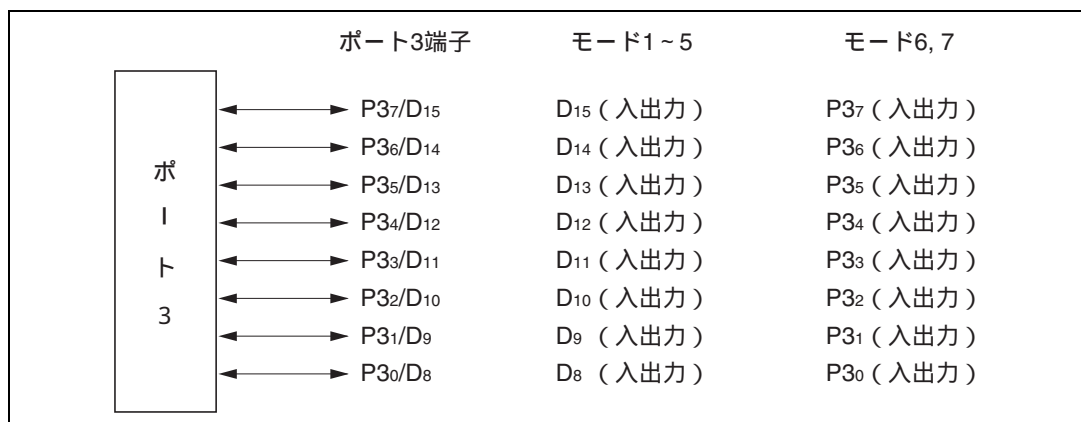 ポート3端子 モード1~5 モード6, 7
P37/D15 D15 ( 入出力 ) P37 ( 入出力 )
P36/D14 D14 ( 入出力 ) P36 ( 入出力 )
P35/D13 D13 ( 入出力 ) P35 ( 入出力 )
P34/D12 D12 ( 入出力 ) P34 ( 入出力 )
P33/D11 D11 ( 入出力 ) P33 ( 入出力 )
P32/D10 D10 ( 入出力 ) P32 ( 入出力 )
P31/D9 D9 ( 入出力 ) P31 ( 入出力 )
P30/D8 D8 ( 入出力 ) P30 ( 入出力 )
ポート3